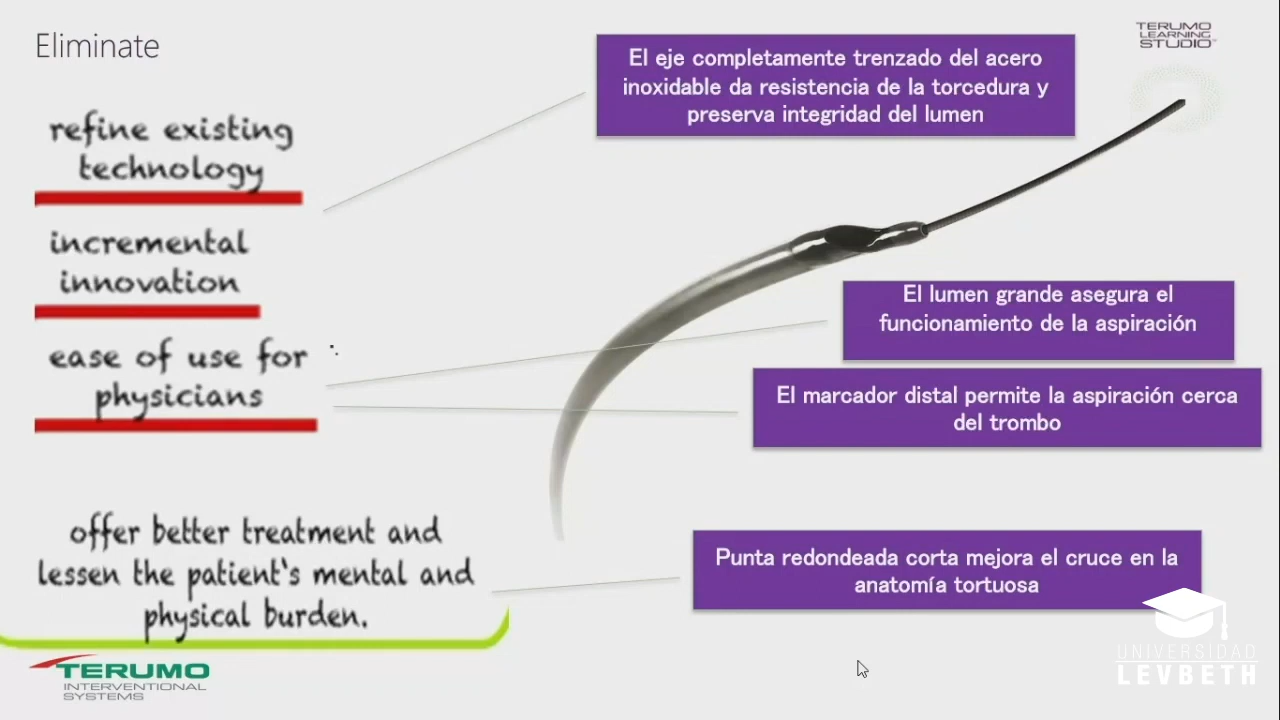 Eliminate
TERUMO
LEARNING
STUDIO
refine existing
technology
incremental
innovation
ease of use for
physicians
offer better treatment and
lessen the patient's mental and
physical burden.
El eje completamente trenzado del acero
inoxidable da resistencia de la torcedura y
preserva integridad del lumen
El lumen grande asegura el
funcionamiento de la aspiración
El marcador distal permite la aspiración cerca
del trombo
Punta redondeada corta mejora el cruce en la
anatomía tortuosa
TERUMO
INTERVENTIONAL
SYSTEMS
UNIVERSIDAD
LEVBETH